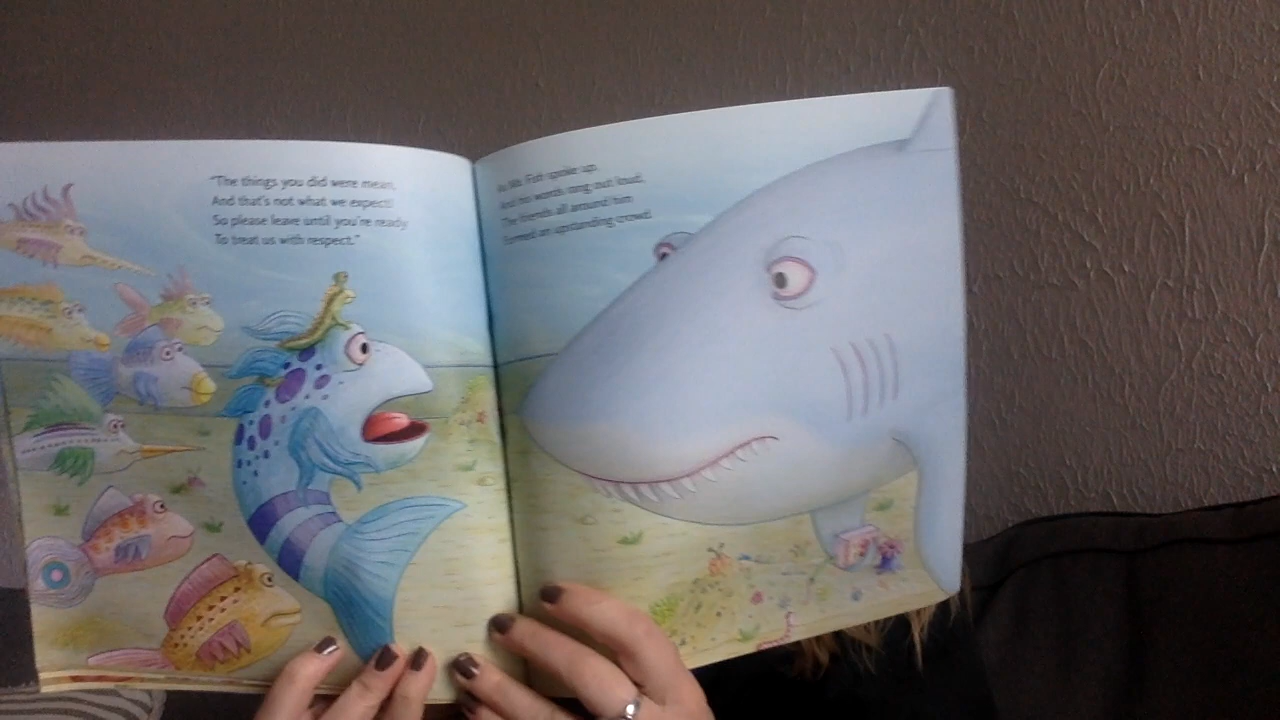 "The things you did were mean,
And that's not what we expect!
So please leave until you're ready
To treat us with respect."
As Mr. Fish spoke up,
And his words rang out loud,
The friends all around him
Formed an upstanding crowd!